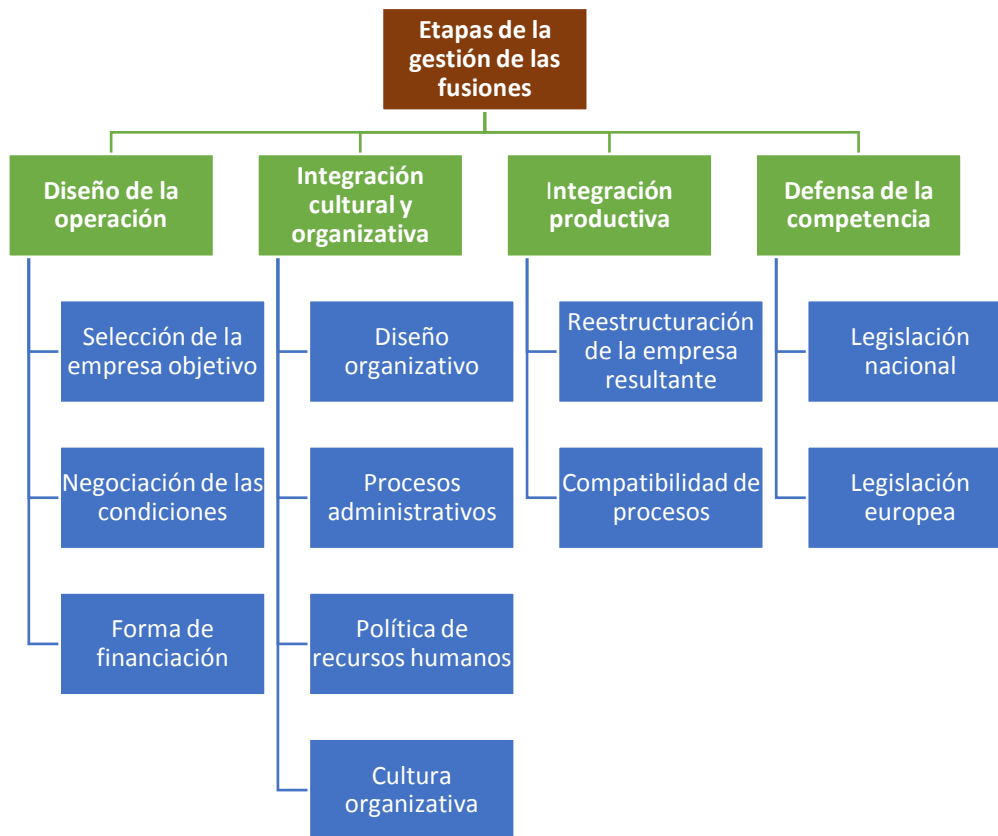 Etapas de la
gestión de las
fusiones
Diseño de la
operación
Selección de la
empresa objetivo
Negociación de las
condiciones
Forma de
financiación
Integración
cultural y
organizativa
Diseño
organizativo
Procesos
administrativos
Política de
recursos humanos
Cultura
organizativa
Integración
productiva
Reestructuración
de la empresa
resultante
Compatibilidad de
procesos
Defensa de la
competencia
Legislación
nacional
Legislación
europea